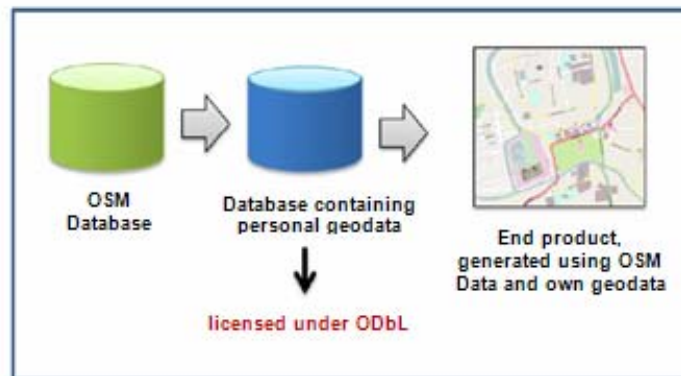 OSM
Database
Database containing
personal geodata
End product,
generated using OSM
Data and own geodata
licensed under ODbL